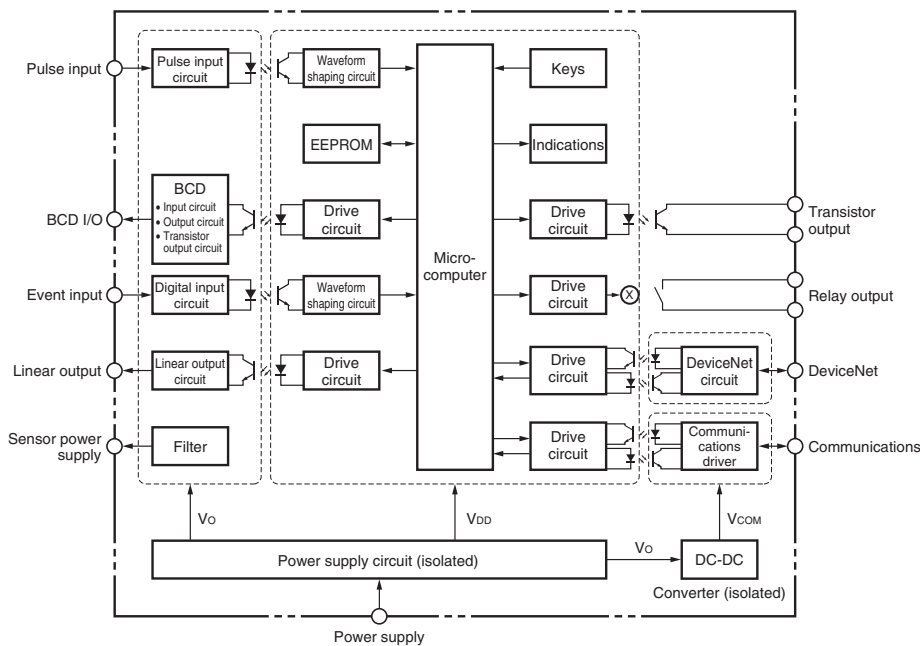 Pulse input
Pulse input
circuit
Waveform
shaping circuit
Keys
EEPROM
Indications
BCD I/O
BCD
• Input circuit
• Output circuit
• Transistor
output circuit
Drive
circuit
Micro-
computer
Drive
circuit
Transistor
output
Event input
Digital input
circuit
Waveform
shaping circuit
Drive
circuit
X
Relay output
Linear output
Linear output
circuit
Drive
circuit
Drive
circuit
DeviceNet
circuit
DeviceNet
Sensor power
supply
Filter
Drive
circuit
Communi-
cations
driver
Communications
VO
VDD
VCOM
Power supply circuit (isolated)
VO
DC-DC
Converter (isolated)
Power supply